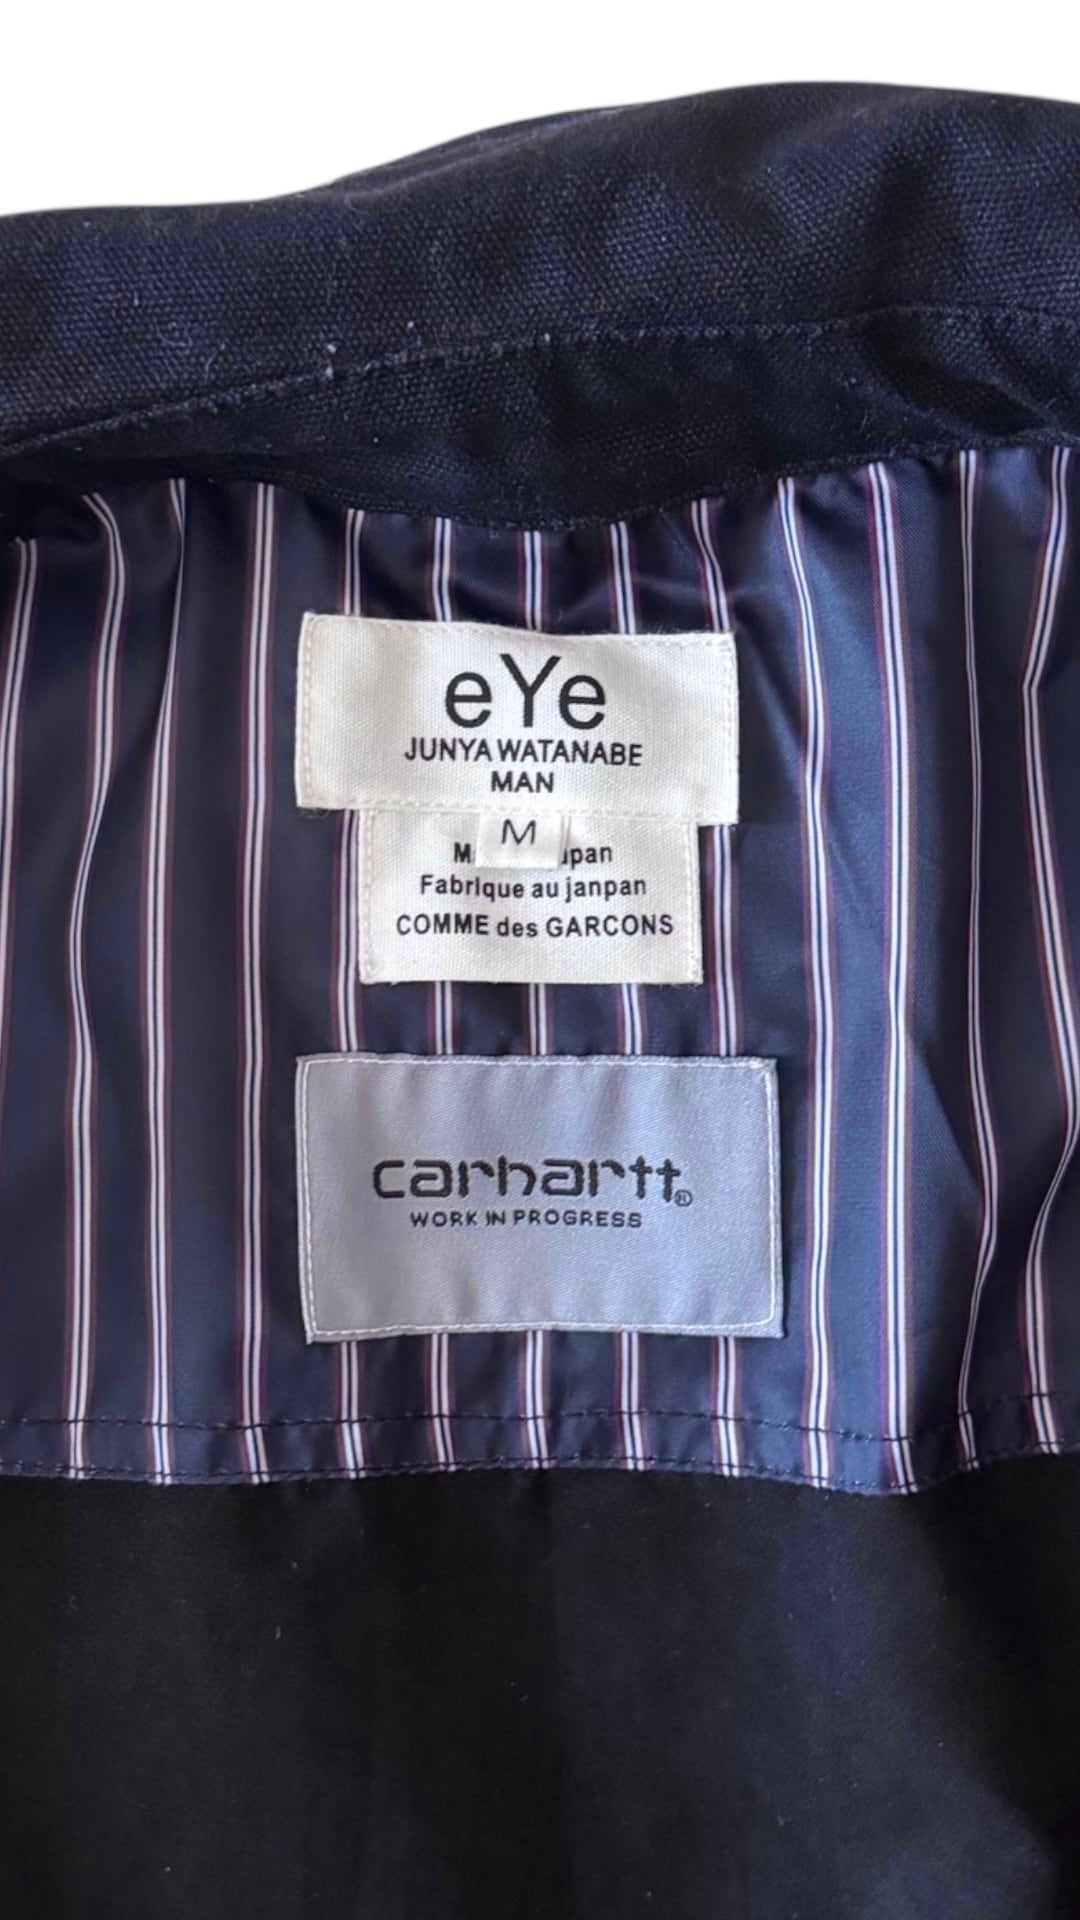 eYe
JUNYA WATANABE
MAN
M
Fabrique au janpan
COMME des GARCONS
carhartt®
WORK IN PROGRESS